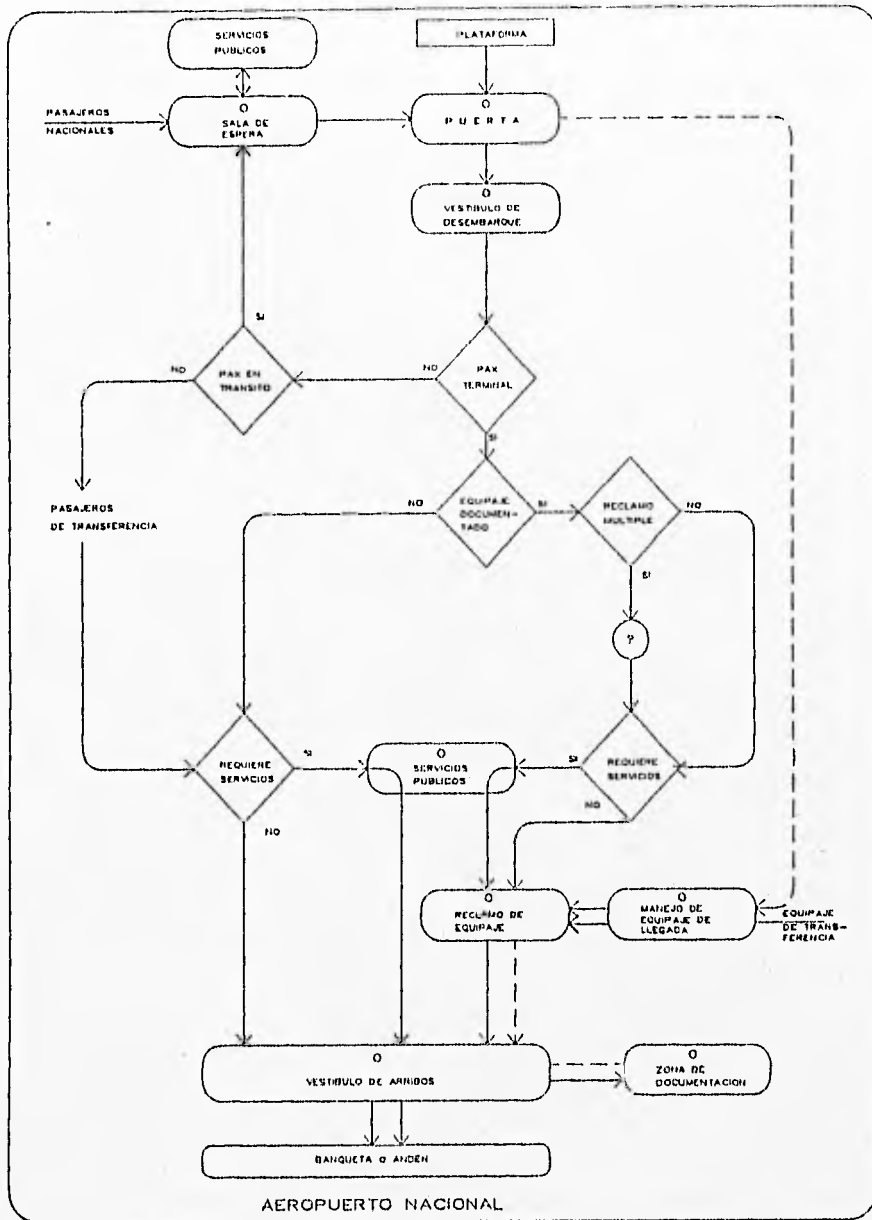 SERVICIOS
PUBLICOS
PLATAFORMA
PASAJEROS
NACIONALES
O
SALA DE
ESPERA
O
PUERTA
O
VESTIBULO DE
DESEMBARQUE
SI
NO
PAX EN
TRANSITO
NO
PAX
TERMINAL
SI
PASAJEROS
DE TRANSFERENCIA
NO
EQUIPAJE
DOCUMEN-
TADO
SI
RECLAMO
MULTIPLE
NO
SI
?
REQUIERE
SERVICIOS
SI
NO
O
SERVICIOS
PUBLICOS
SI
REQUIERE
SERVICIOS
NO
O
RECLAMO DE
EQUIPAJE
O
MANEJO DE
EQUIPAJE DE
LLEGADA
EQUIPAJE
DE TRANS-
FERENCIA
O
VESTIBULO DE ARRIBOS
O
ZONA DE
DOCUMENTACION
BANQUETA O ANDEN
AEROPUERTO NACIONAL